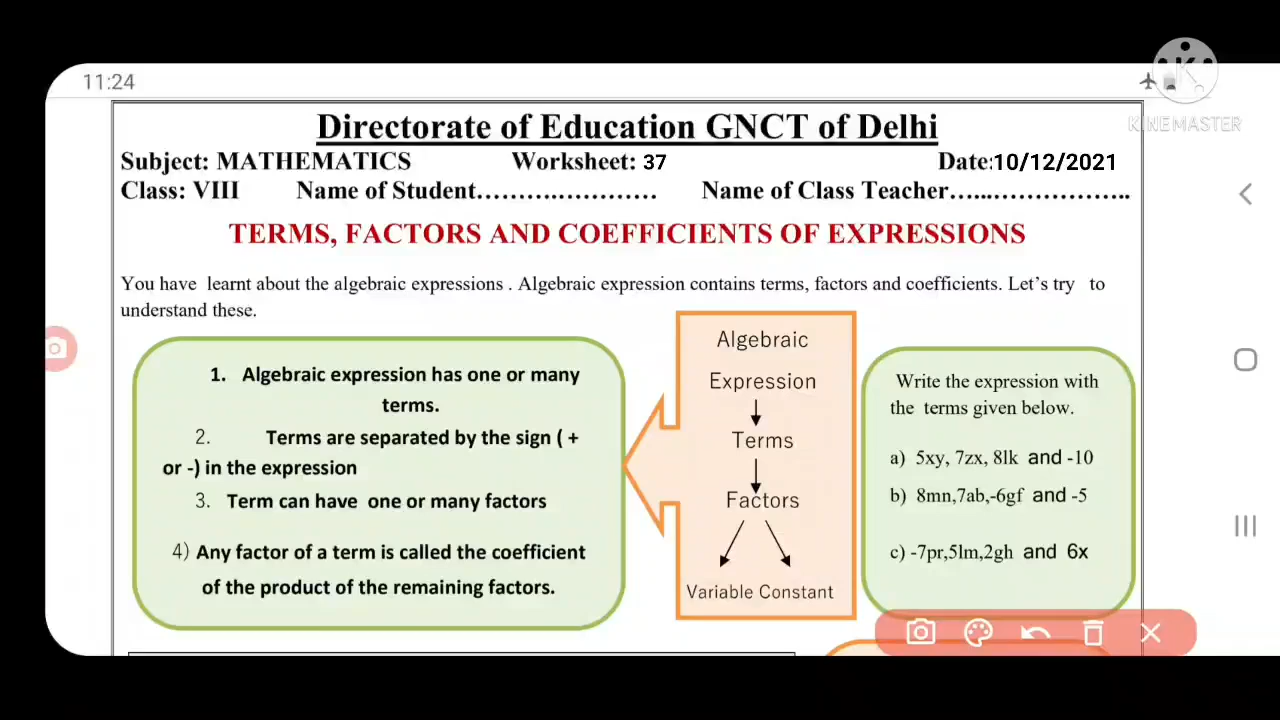 11:24
KINEMASTER
Directorate of Education GNCT of Delhi
Subject: MATHEMATICS Worksheet: 37 Date:10/12/2021
Class: VIII Name of Student…………………… Name of Class Teacher…...……………..
TERMS, FACTORS AND COEFFICIENTS OF EXPRESSIONS
You have learnt about the algebraic expressions . Algebraic expression contains terms, factors and coefficients. Let's try to
understand these.
1. Algebraic expression has one or many
terms.
2. Terms are separated by the sign ( +
or -) in the expression
3. Term can have one or many factors
4) Any factor of a term is called the coefficient
of the product of the remaining factors.
Algebraic
Expression
Terms
Factors
Variable Constant
Write the expression with
the terms given below.
a) 5xy, 7zx, 8lk and -10
b) 8mn,7ab,-6gf and -5
c) -7pr,5lm,2gh and 6x